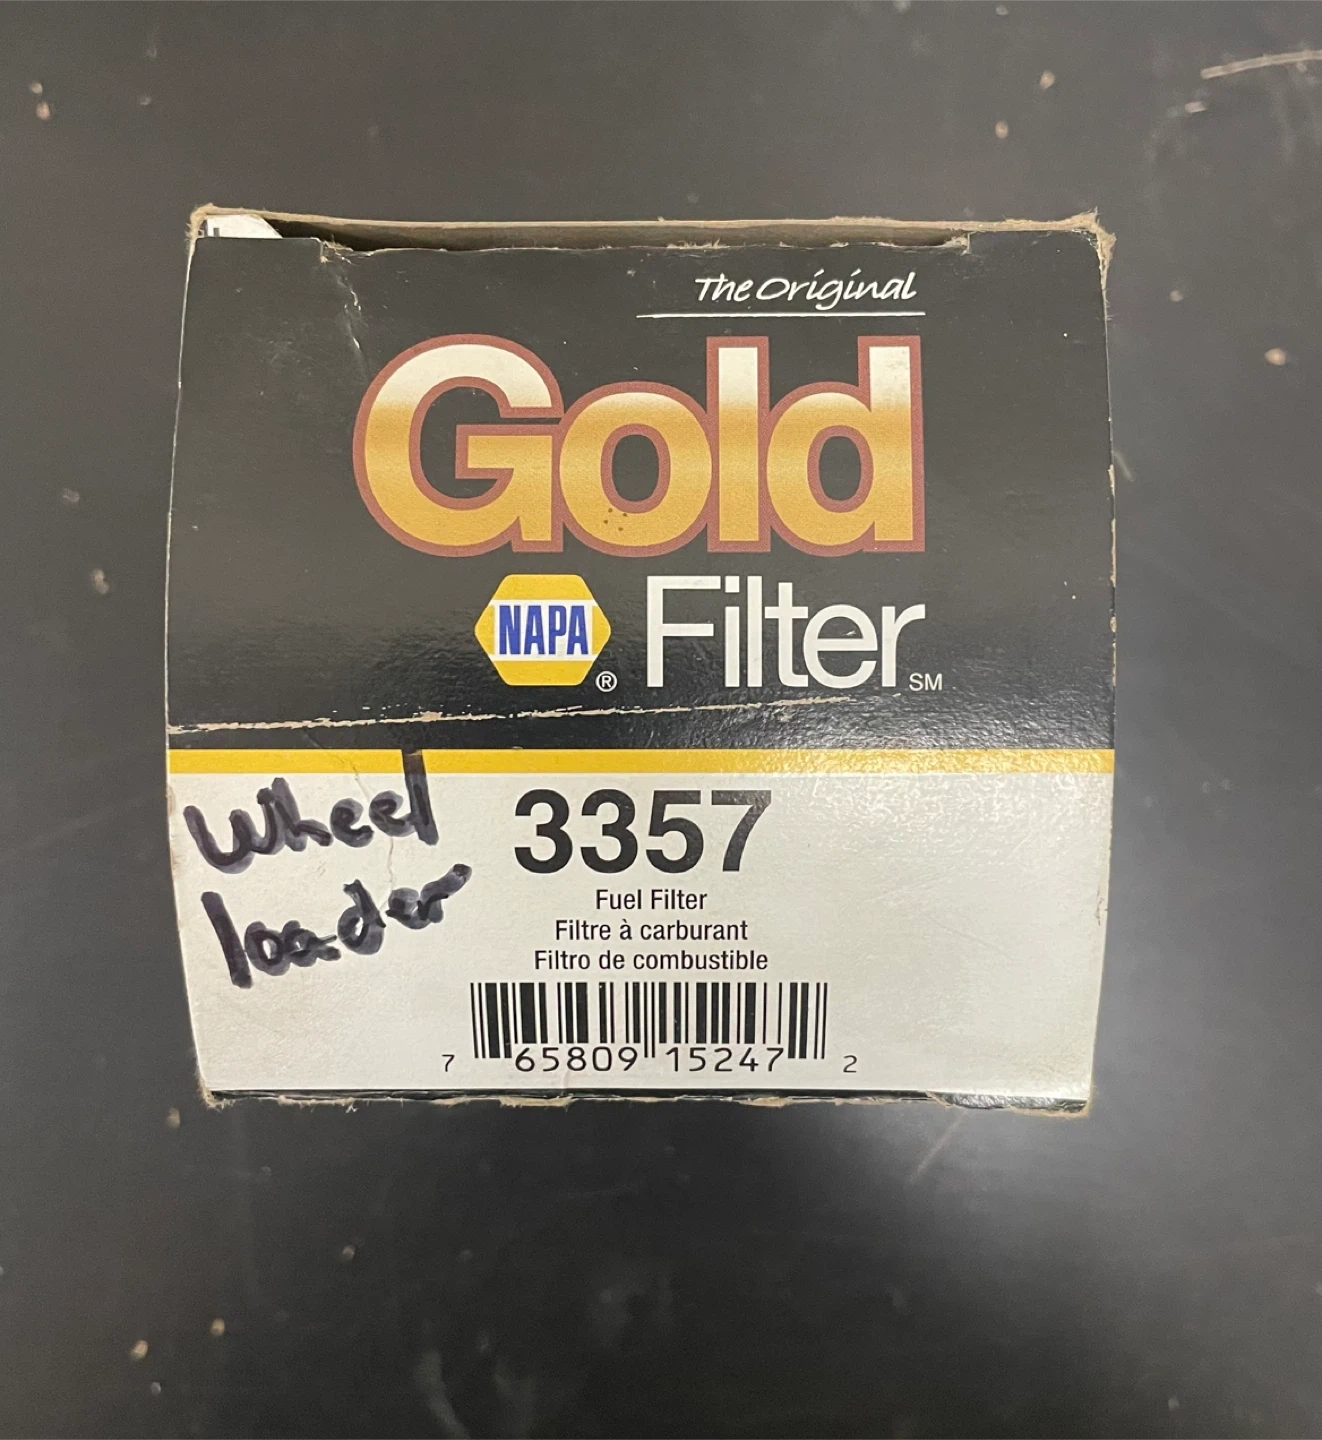 The Original
Gold
NAPA® Filter SM
Wheel
loader
3357
Fuel Filter
Filtre à carburant
Filtro de combustible
7 65809 15247 2